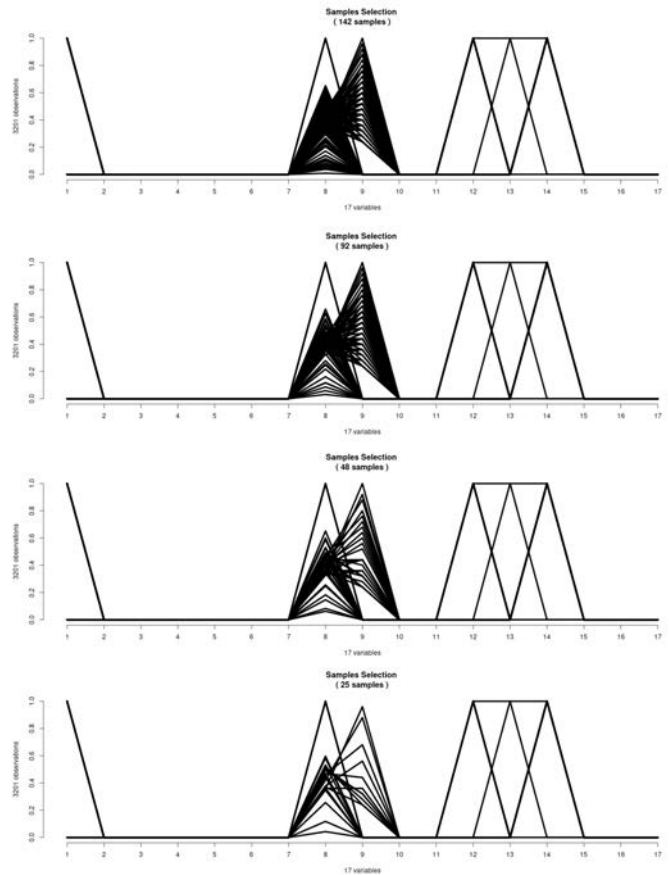 Samples Selection
( 142 samples )
3201 observations
1.0
0.8
0.6
0.4
0.2
0.0
1 2 3 4 5 6 7 8 9 10 11 12 13 14 15 16 17
17 variables
Samples Selection
( 92 samples )
3201 observations
1.0
0.8
0.6
0.4
0.2
0.0
1 2 3 4 5 6 7 8 9 10 11 12 13 14 15 16 17
17 variables
Samples Selection
( 48 samples )
3201 observations
1.0
0.8
0.6
0.4
0.2
0.0
1 2 3 4 5 6 7 8 9 10 11 12 13 14 15 16 17
17 variables
Samples Selection
( 25 samples )
3201 observations
1.0
0.8
0.6
0.4
0.2
0.0
1 2 3 4 5 6 7 8 9 10 11 12 13 14 15 16 17
17 variables